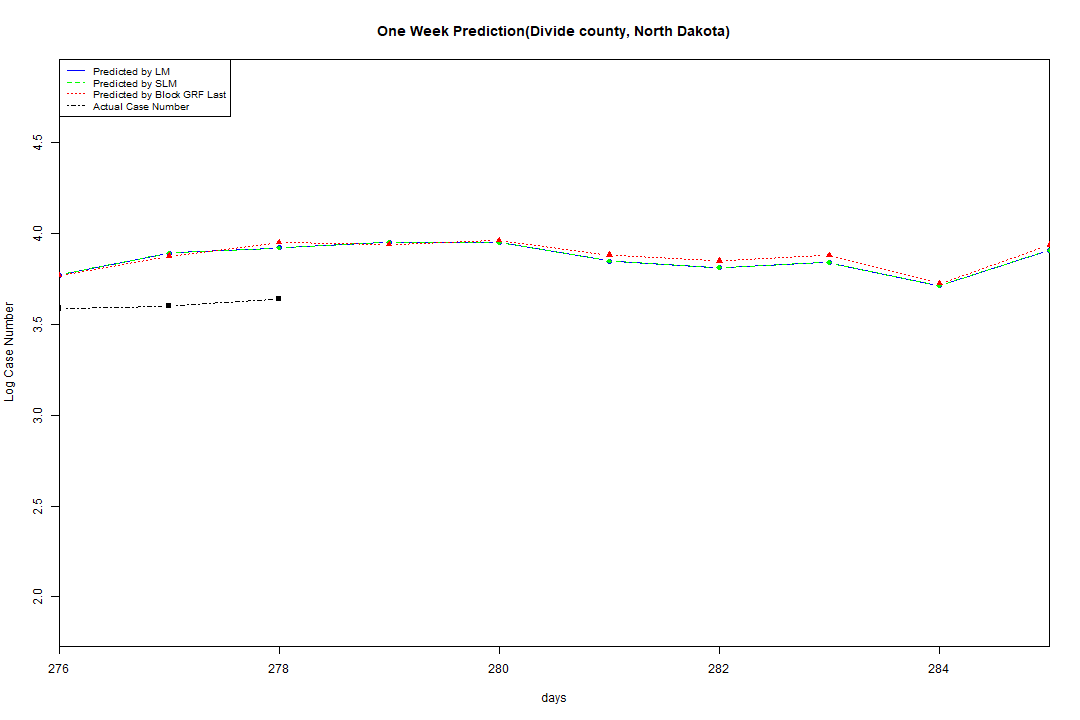 One Week Prediction(Divide county, North Dakota)
Predicted by LM
Predicted by SLM
Predicted by Block GRF Last
Actual Case Number
Log Case Number
4.5
4.0
3.5
3.0
2.5
2.0
276 278 280 282 284
days